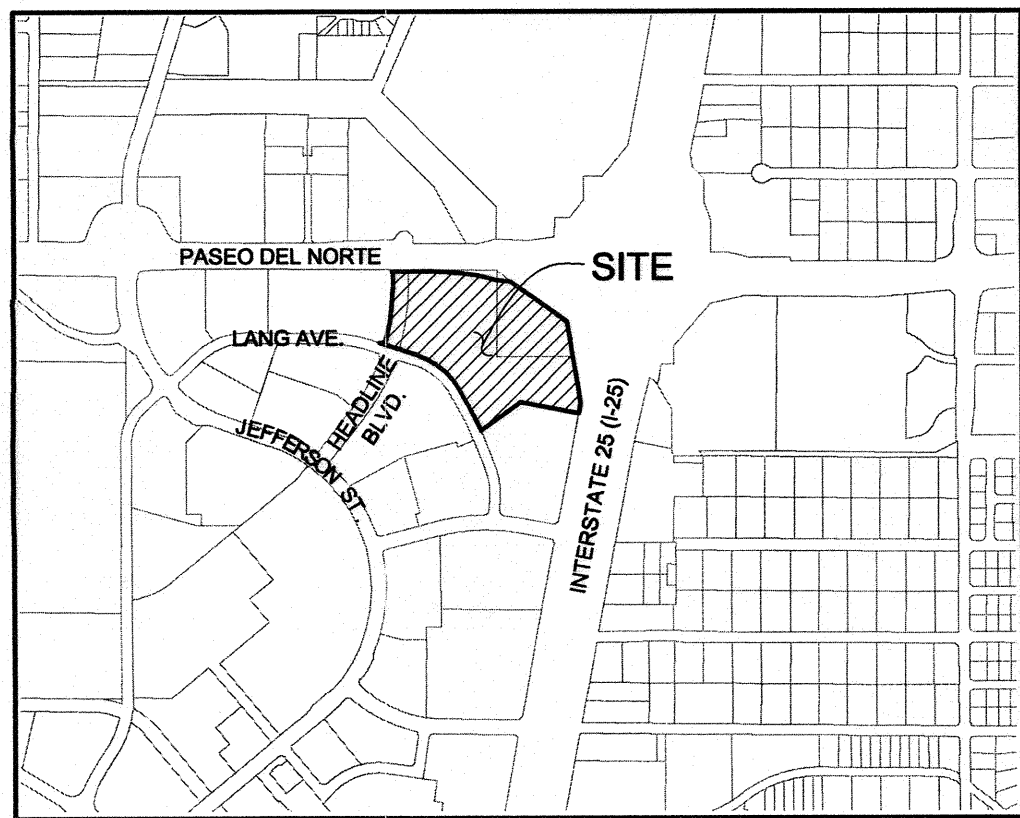 PASEO DEL NORTE
SITE
LANG AVE.
HEADLINE
BLVD.
JEFFERSON ST.
INTERSTATE 25 (I-25)